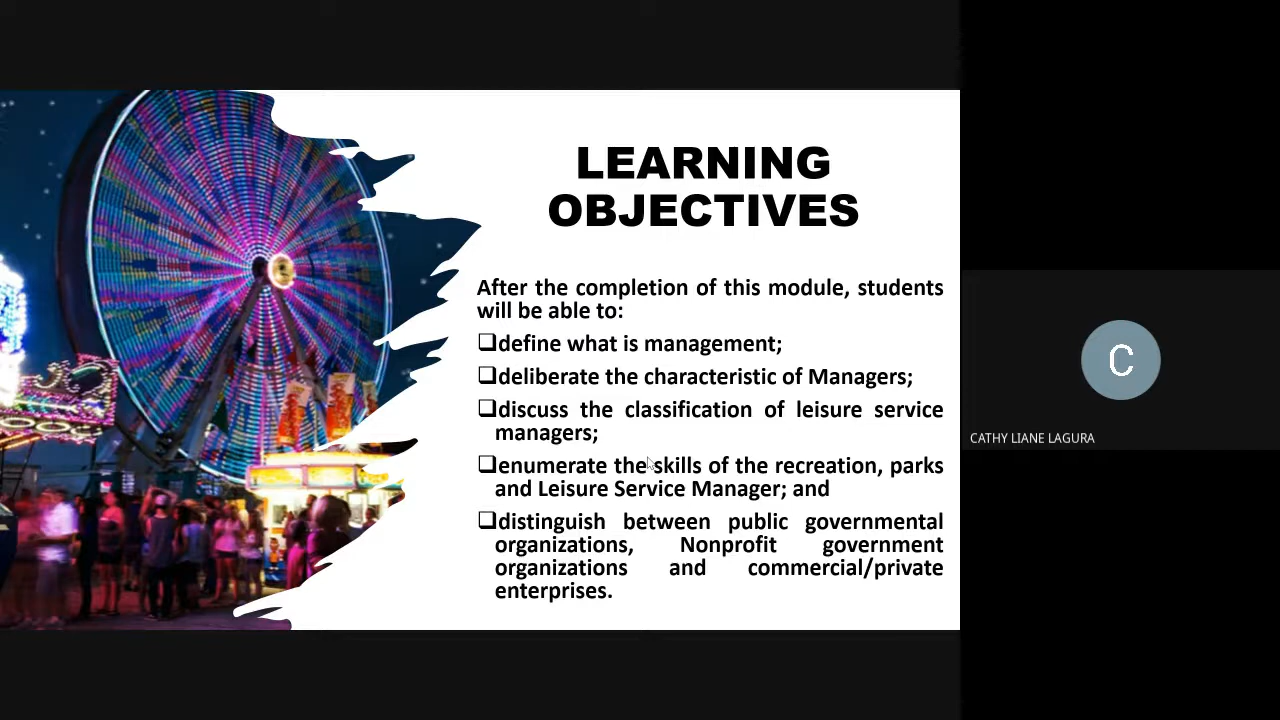 LEARNING
OBJECTIVES
After the completion of this module, students
will be able to:
❑define what is management;
❑deliberate the characteristic of Managers;
❑discuss the classification of leisure service
managers;
❑enumerate the skills of the recreation, parks
and Leisure Service Manager; and
❑distinguish between public governmental
organizations, Nonprofit government
organizations and commercial/private
enterprises.
C
CATHY LIANE LAGURA